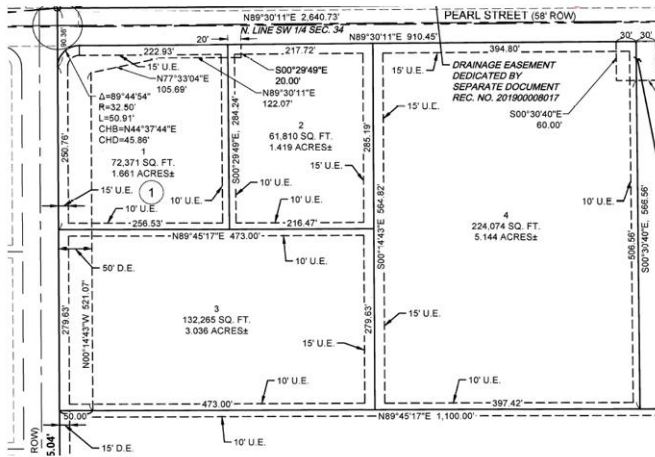 N89°30'11"E 2,640.73'
PEARL STREET (58' ROW)
N. LINE SW 1/4 SEC. 34
N89°30'11"E 910.45'
20'
30'
30'
90.36'
222.93'
217.72'
394.80'
15' U.E.
N77°33'04"E
105.69'
N89°30'11"E
122.07'
S00°29'49"E
20.00'
15' U.E.
DRAINAGE EASEMENT
DEDICATED BY
SEPARATE DOCUMENT
REC. NO. 201900008017
S00°30'40"E
60.00'
Δ=89°44'54"
R=32.50'
L=50.91'
CHB=N44°37'44"E
CHD=45.86'
250.76'
1
72,371 SQ. FT.
1.661 ACRES±
1
15' U.E.
10' U.E.
10' U.E.
256.53'
S00°29'49"E, 284.24'
2
61,810 SQ. FT.
1.419 ACRES±
15' U.E.
285.19'
10' U.E.
10' U.E.
216.47'
15' U.E.
S00°14'43"E 564.82'
4
224,074 SQ. FT.
5.144 ACRES±
10' U.E.
506.56'
S00°30'40"E 566.56'
N89°45'17"E 473.00'
10' U.E.
50' D.E.
279.63'
N00°14'43"W 521.07'
3
132,265 SQ. FT.
3.036 ACRES±
279.63'
15' U.E.
15' U.E.
10' U.E.
473.00'
10' U.E.
397.42'
50.00'
N89°45'17"E 1,100.00'
10' U.E.
15' D.E.
ROW)
5.04'